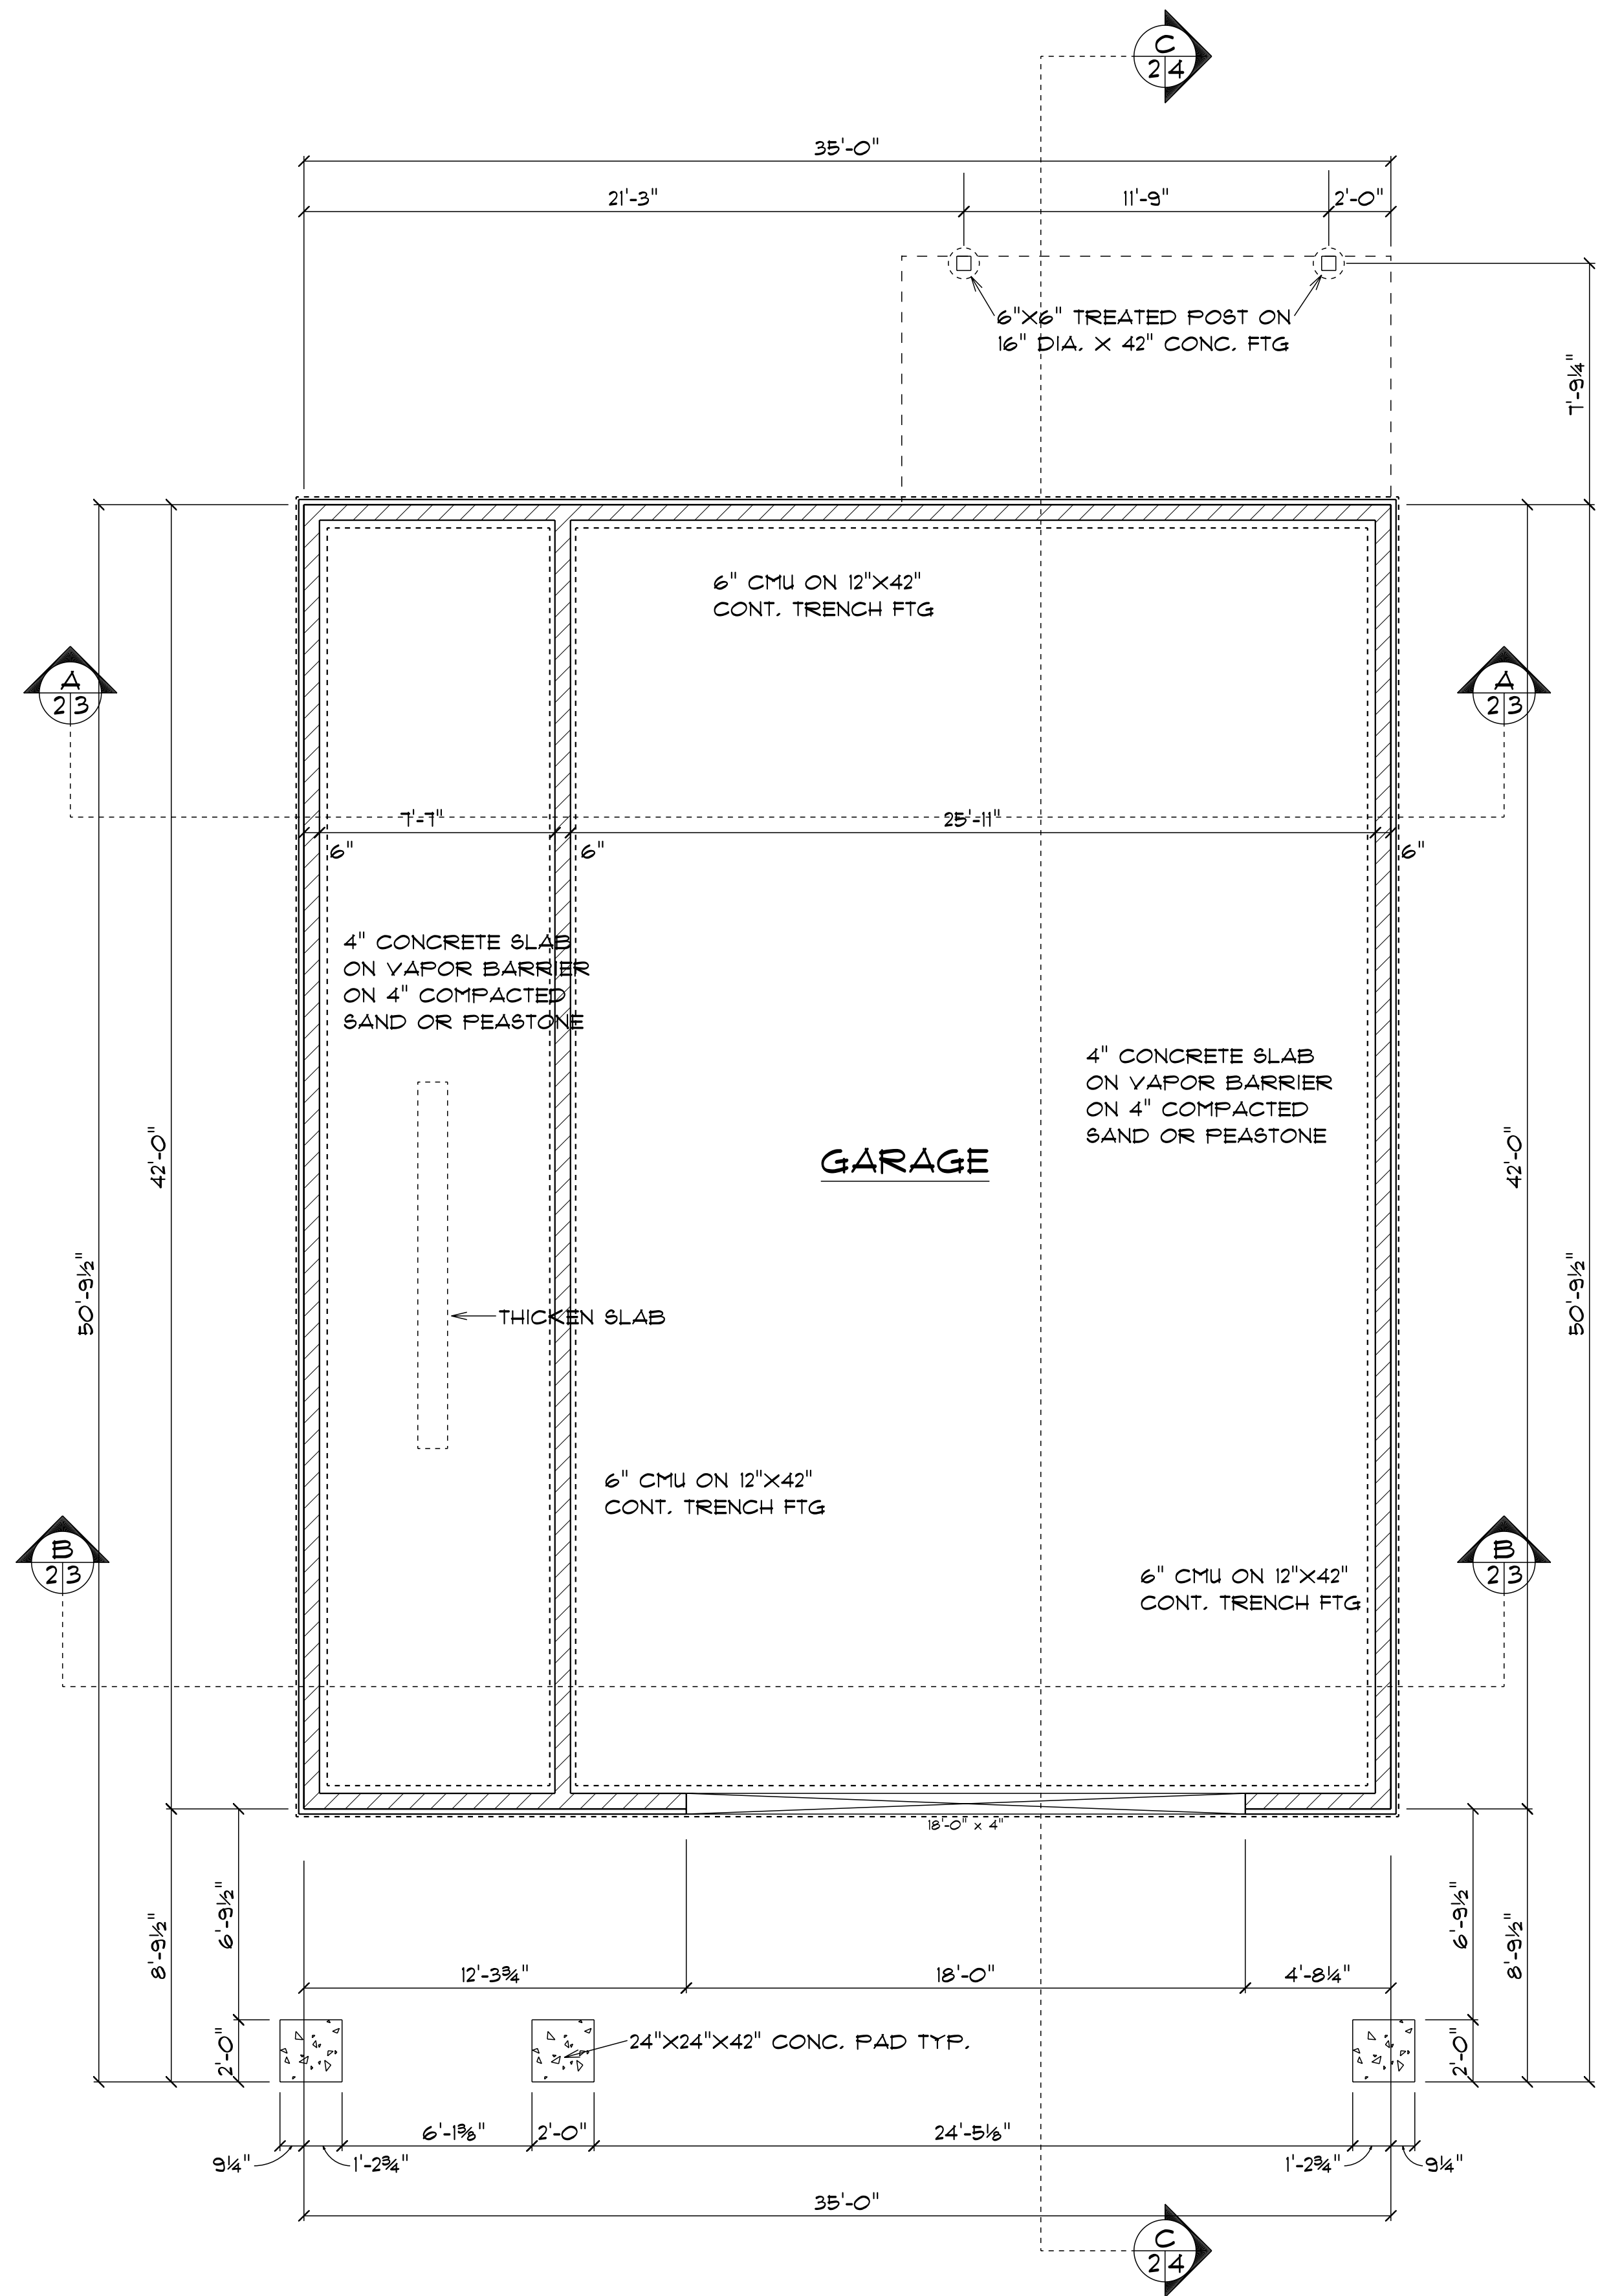 C
2 4
35'-0"
21'-3"
11'-9"
2'-0"
6"X6" TREATED POST ON
16" DIA. X 42" CONC. FTG
7'-9¼"
6" CMU ON 12"X42"
CONT. TRENCH FTG
A
2 3
A
2 3
7'-7"
25'-11"
6"
6"
6"
4" CONCRETE SLAB
ON VAPOR BARRIER
ON 4" COMPACTED
SAND OR PEASTONE
4" CONCRETE SLAB
ON VAPOR BARRIER
ON 4" COMPACTED
SAND OR PEASTONE
GARAGE
42'-0"
42'-0"
50'-9½"
50'-9½"
THICKEN SLAB
6" CMU ON 12"X42"
CONT. TRENCH FTG
B
2 3
B
2 3
6" CMU ON 12"X42"
CONT. TRENCH FTG
18'-0" x 4"
6'-9½"
6'-9½"
8'-9½"
8'-9½"
12'-3¾"
18'-0"
4'-8¼"
2'-0"
24"X24"X42" CONC. PAD TYP.
2'-0"
6'-1⅜"
2'-0"
24'-5⅛"
9¼"
1'-2¾"
1'-2¾"
9¼"
35'-0"
C
2 4